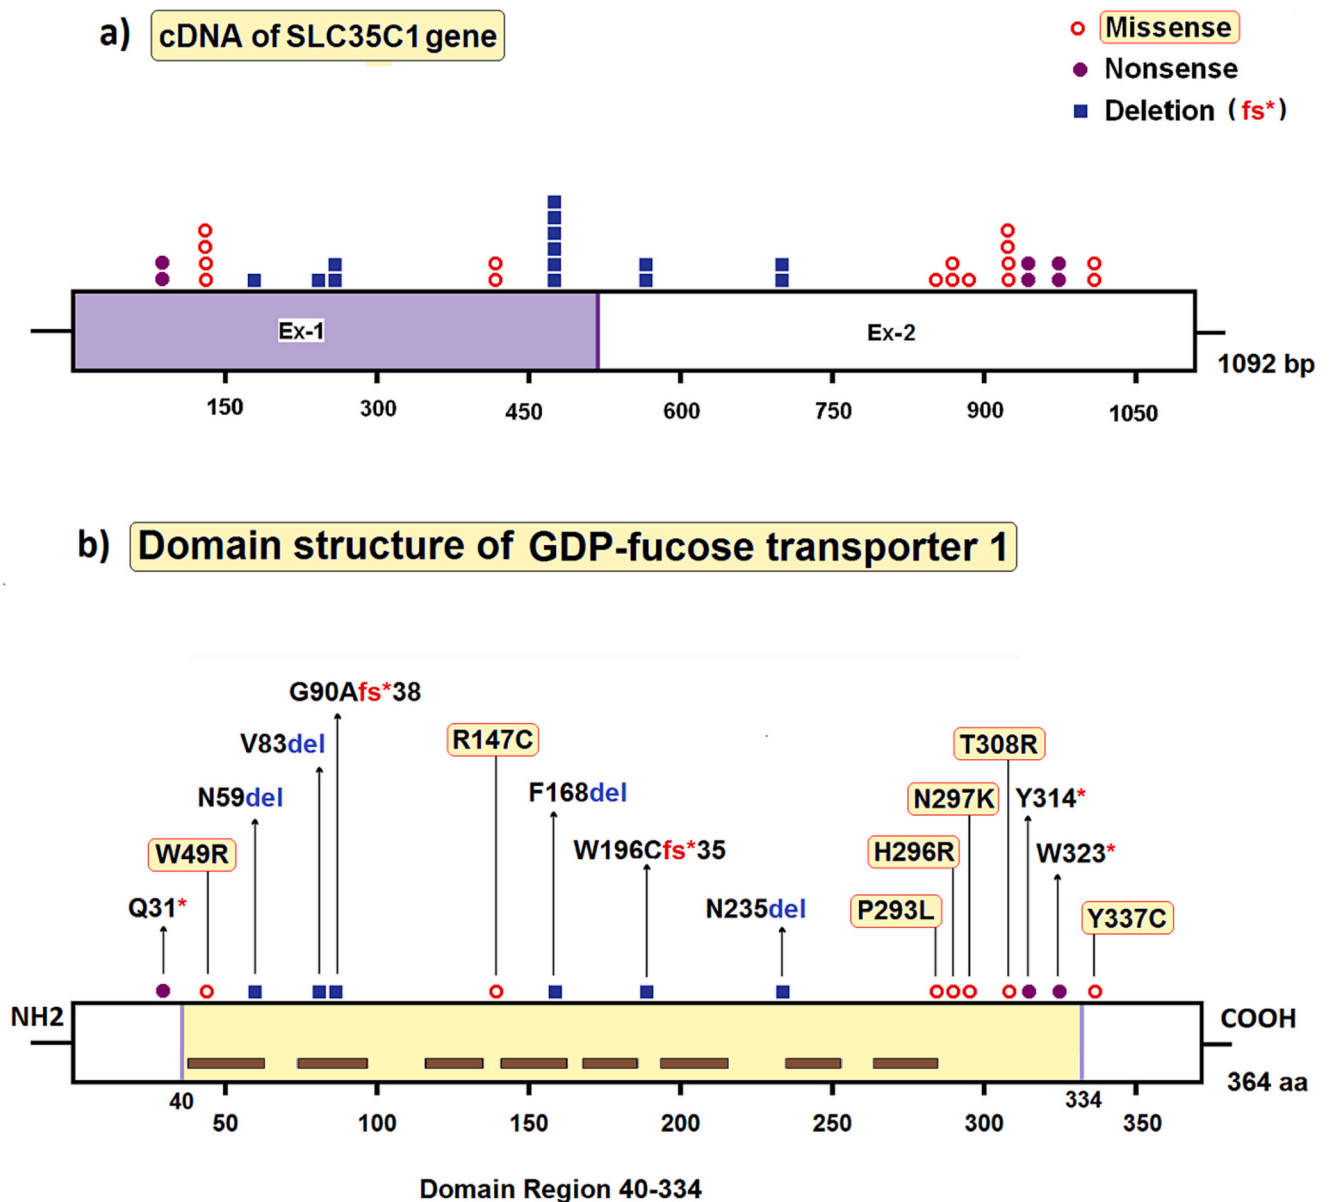 a) cDNA of SLC35C1 gene
Missense
Nonsense
Deletion (fs*)
Ex-1
Ex-2
1092 bp
150 300 450 600 750 900 1050
b) Domain structure of GDP-fucose transporter 1
G90Afs*38
V83del
R147C
T308R
N59del
F168del
N297K
Y314*
W49R
W196Cfs*35
H296R
W323*
Q31*
N235del
P293L
Y337C
NH2
COOH
364 aa
40
334
50 100 150 200 250 300 350
Domain Region 40-334